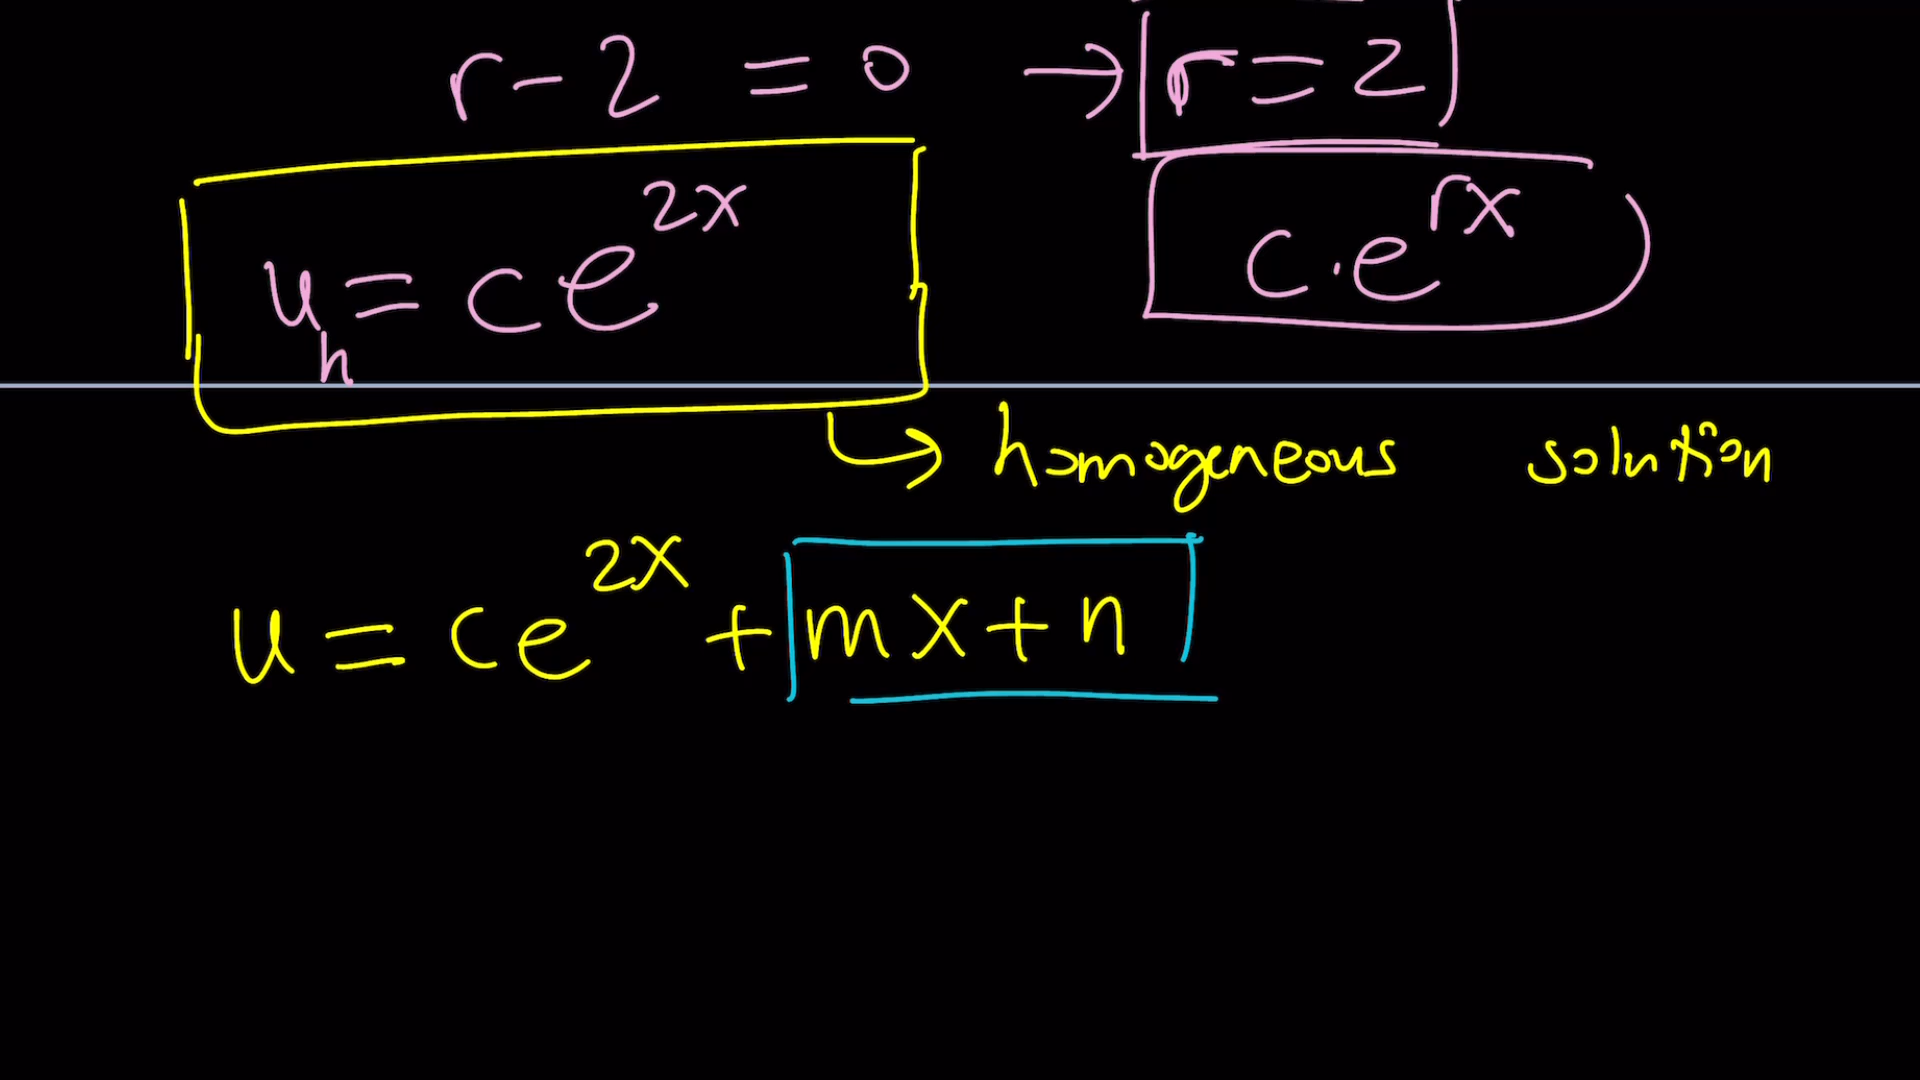 r - 2 = 0 → r = 2
u_h = ce^{2x}
c·e^{rx}
→ homogeneous solution
u = ce^{2x} + mx + n